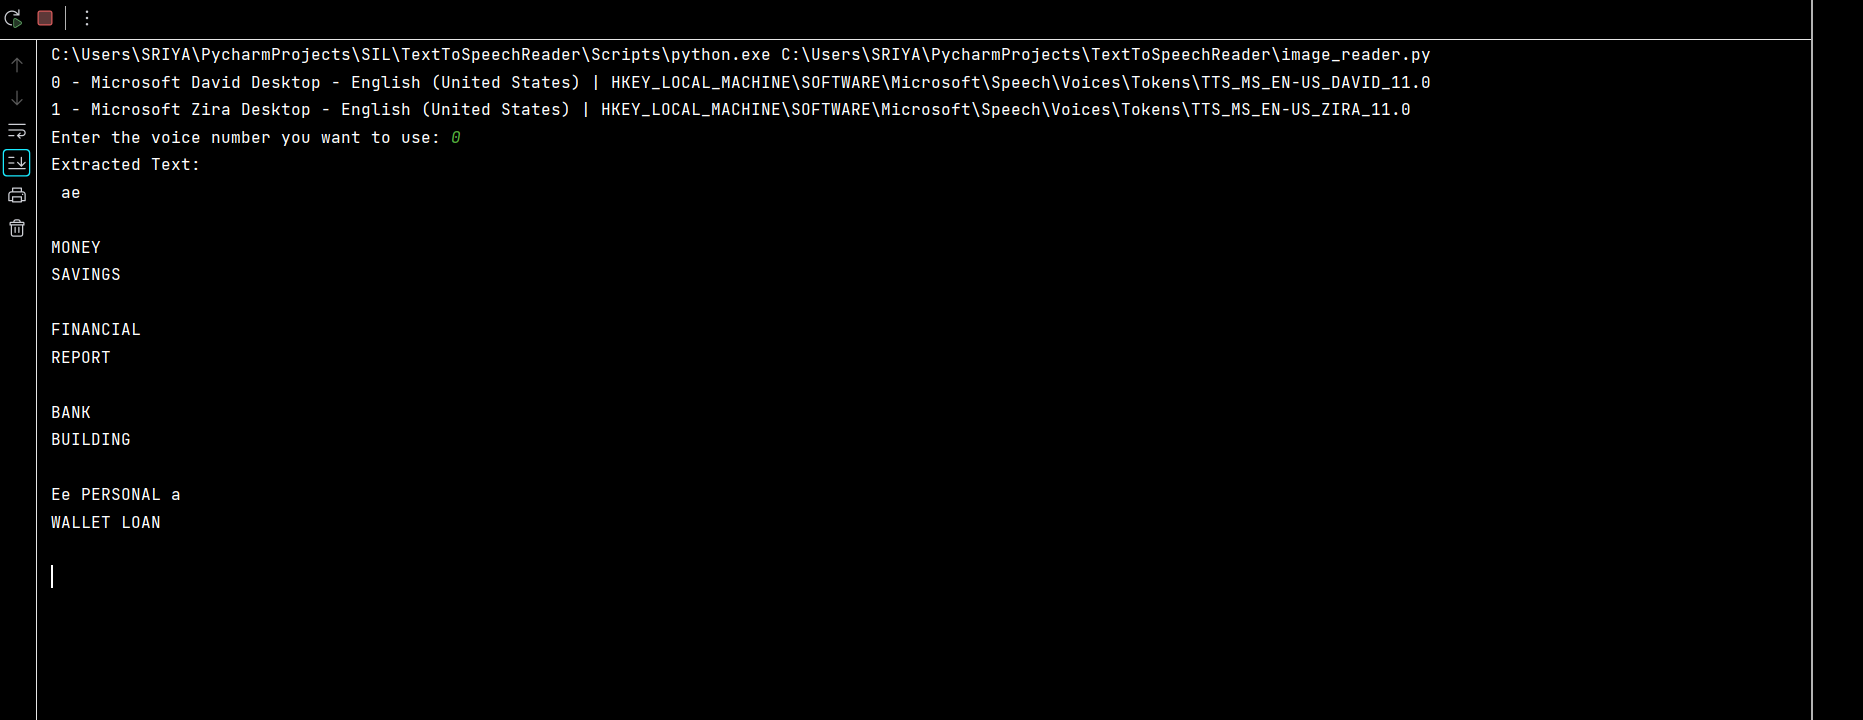 C:\Users\SRIYA\PycharmProjects\SIL\TextToSpeechReader\Scripts\python.exe C:\Users\SRIYA\PycharmProjects\TextToSpeechReader\image_reader.py
0 - Microsoft David Desktop - English (United States) | HKEY_LOCAL_MACHINE\SOFTWARE\Microsoft\Speech\Voices\Tokens\TTS_MS_EN-US_DAVID_11.0
1 - Microsoft Zira Desktop - English (United States) | HKEY_LOCAL_MACHINE\SOFTWARE\Microsoft\Speech\Voices\Tokens\TTS_MS_EN-US_ZIRA_11.0
Enter the voice number you want to use: 0
Extracted Text:
ae
MONEY
SAVINGS
FINANCIAL
REPORT
BANK
BUILDING
Ee PERSONAL a
WALLET LOAN